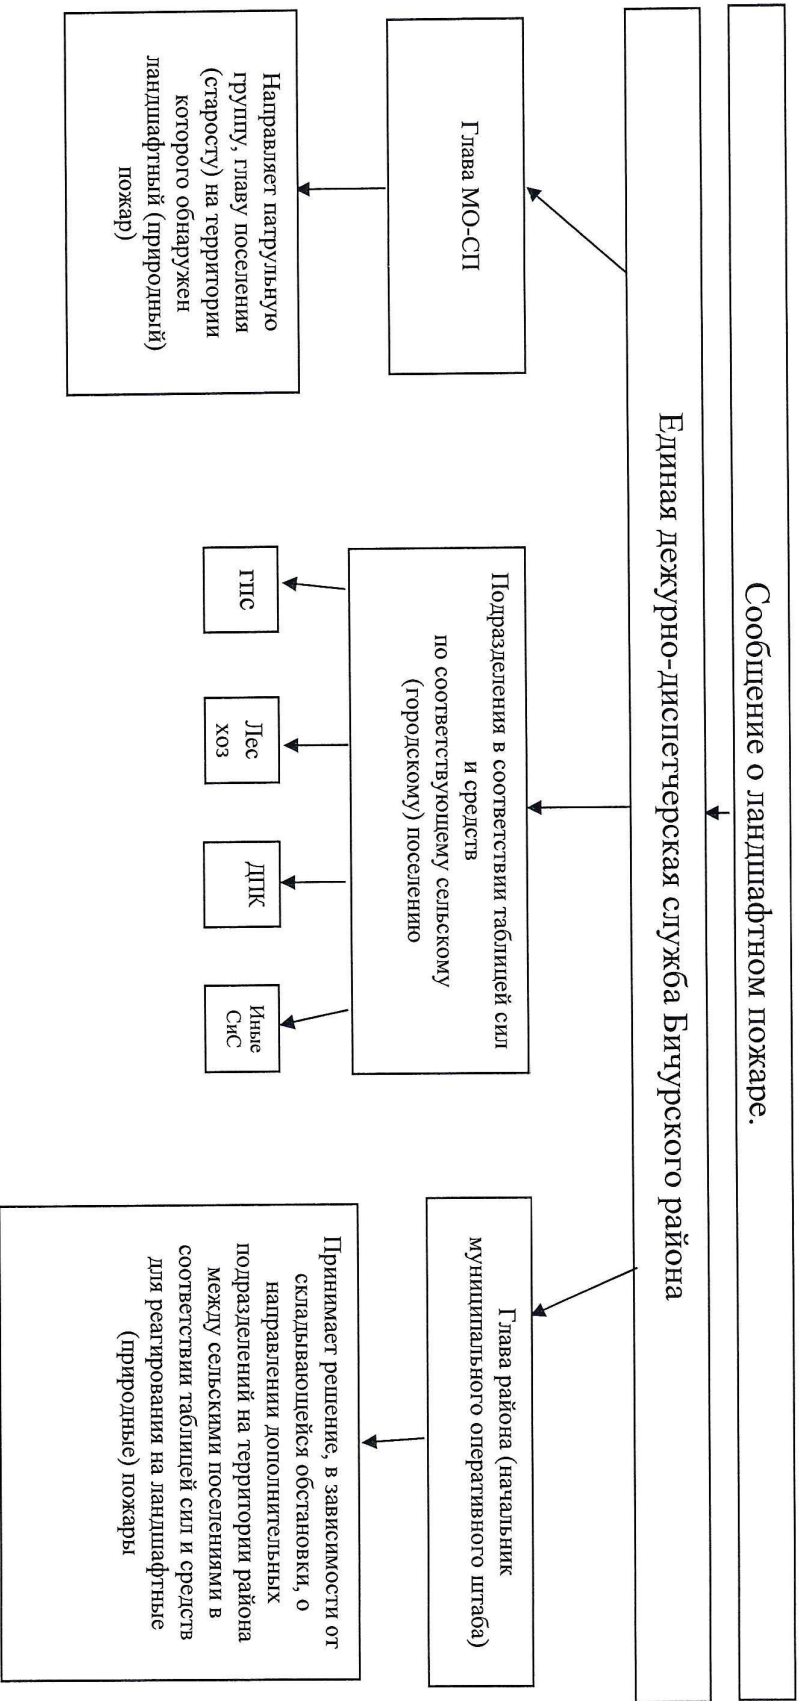 Сообщение о ландшафтном пожаре.
Единая дежурно-диспетчерская служба Бичурского района
Глава МО-СП
Направляет патрульную
группу, главу поселения
(старосту) на территории
которого обнаружен
ландшафтный (природный)
пожар)
Подразделения в соответствии таблицей сил
и средств
по соответствующему сельскому
(городскому) поселению
ГПС
Лес
хоз
ДПК
Иные
СиС
Глава района (начальник
муниципального оперативного штаба)
Принимает решение, в зависимости от
складывающейся обстановки, о
направлении дополнительных
подразделений на территории района
между сельскими поселениями в
соответствии таблицей сил и средств
для реагирования на ландшафтные
(природные) пожары